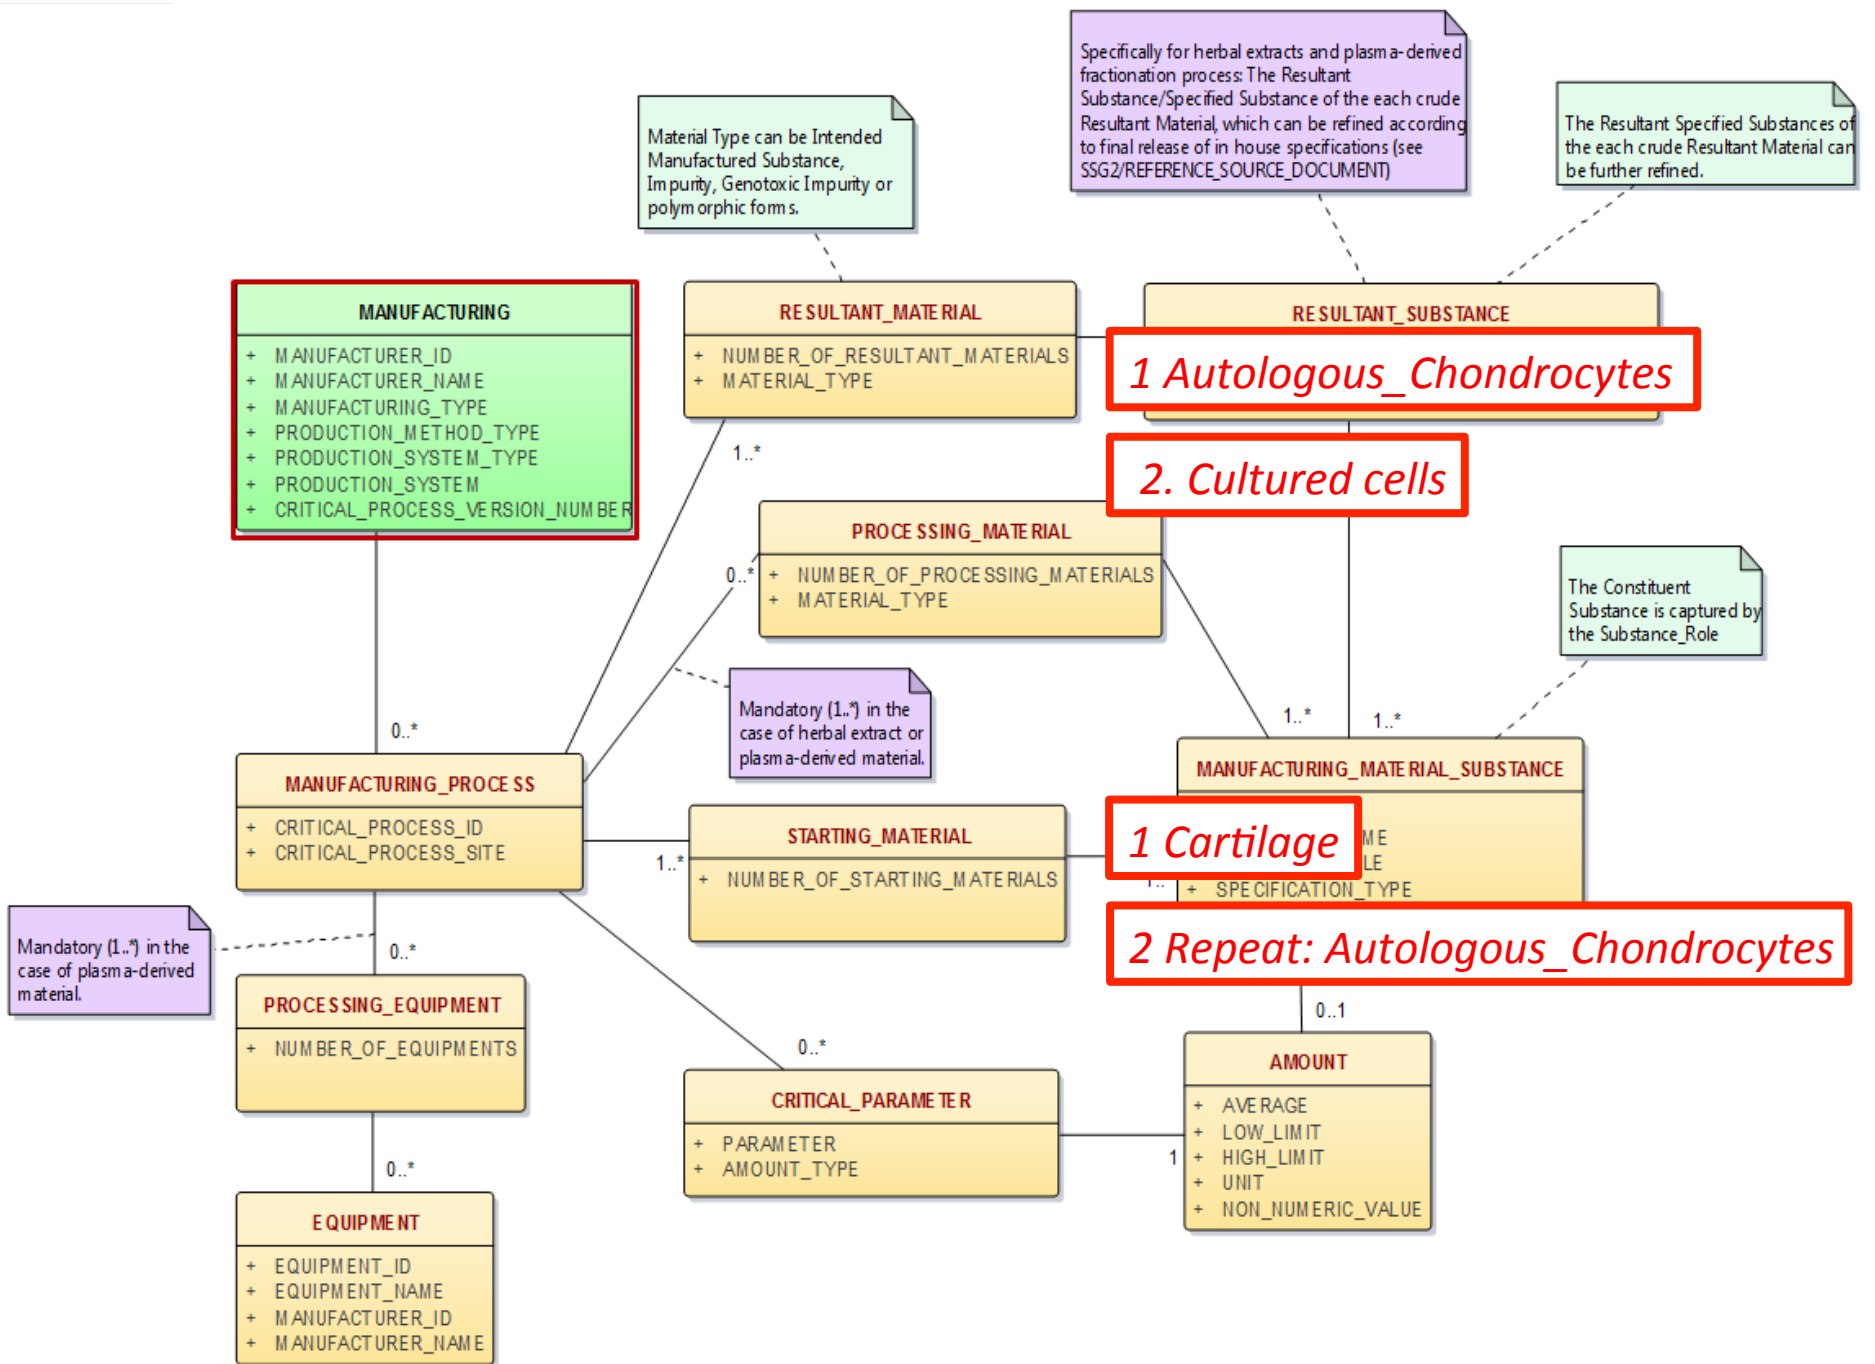 Specifically for herbal extracts and plasma-derived
fractionation process: The Resultant
Substance/Specified Substance of the each crude
Resultant Material, which can be refined according
to final release of in house specifications (see
SSG2/REFERENCE_SOURCE_DOCUMENT)
The Resultant Specified Substances of
the each crude Resultant Material can
be further refined.
Material Type can be Intended
Manufactured Substance,
Impurity, Genotoxic Impurity or
polymorphic forms.
MANUFACTURING
+ MANUFACTURER_ID
+ MANUFACTURER_NAME
+ MANUFACTURING_TYPE
+ PRODUCTION_METHOD_TYPE
+ PRODUCTION_SYSTEM_TYPE
+ PRODUCTION_SYSTEM
+ CRITICAL_PROCESS_VERSION_NUMBER
RESULTANT_MATERIAL
+ NUMBER_OF_RESULTANT_MATERIALS
+ MATERIAL_TYPE
RESULTANT_SUBSTANCE
1 Autologous_Chondrocytes
1..*
2. Cultured cells
PROCESSING_MATERIAL
+ NUMBER_OF_PROCESSING_MATERIALS
+ MATERIAL_TYPE
0..*
The Constituent
Substance is captured by
the Substance_Role
Mandatory (1..*) in the
case of herbal extract or
plasma-derived material.
0..*
1..*
1..*
MANUFACTURING_PROCESS
+ CRITICAL_PROCESS_ID
+ CRITICAL_PROCESS_SITE
STARTING_MATERIAL
+ NUMBER_OF_STARTING_MATERIALS
1..*
MANUFACTURING_MATERIAL_SUBSTANCE
1 Cartilage
ME
LE
1..
+ SPECIFICATION_TYPE
2 Repeat: Autologous_Chondrocytes
Mandatory (1..*) in the
case of plasma-derived
material.
0..*
PROCESSING_EQUIPMENT
+ NUMBER_OF_EQUIPMENTS
0..1
0..*
CRITICAL_PARAMETER
+ PARAMETER
+ AMOUNT_TYPE
1
AMOUNT
+ AVERAGE
+ LOW_LIMIT
+ HIGH_LIMIT
+ UNIT
+ NON_NUMERIC_VALUE
0..*
EQUIPMENT
+ EQUIPMENT_ID
+ EQUIPMENT_NAME
+ MANUFACTURER_ID
+ MANUFACTURER_NAME